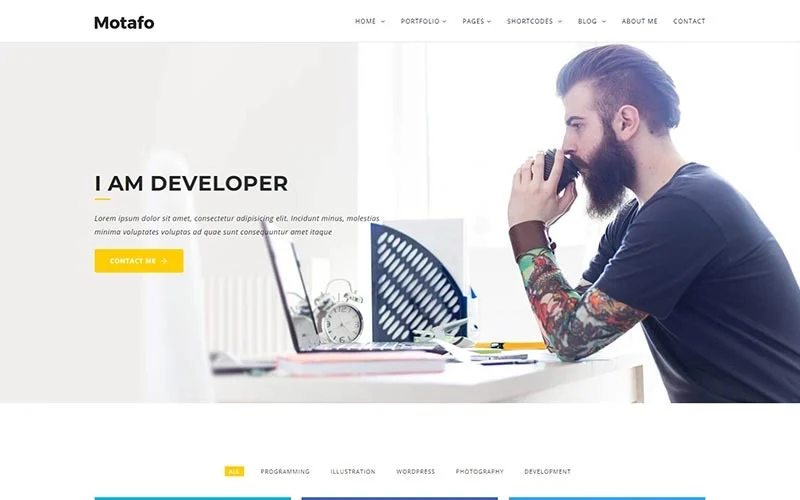 Motafo
HOME PORTFOLIO PAGES SHORTCODES BLOG ABOUT ME CONTACT
I AM DEVELOPER
Lorem ipsum dolor sit amet, consectetur adipisicing elit. Incidunt minus, molestias
minima voluptates voluptas ad quae sunt consequuntur amet itaque
CONTACT ME →
ALL PROGRAMMING ILLUSTRATION WORDPRESS PHOTOGRAPHY DEVELOPMENT